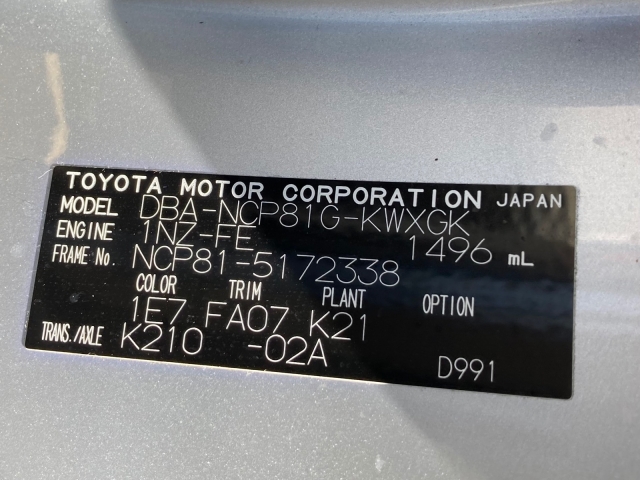 TOYOTA MOTOR CORPORATION JAPAN
MODEL DBA-NCP81G-KWXGK
ENGINE 1NZ-FE 1496 mL
FRAME No. NCP81-5172338
COLOR TRIM PLANT OPTION
1E7 FA07 K21
TRANS./AXLE K210 -02A
D991